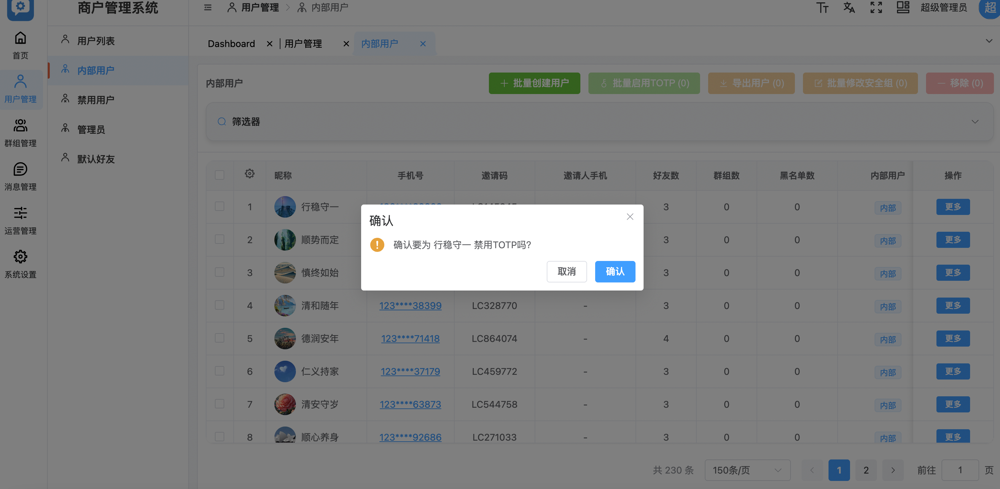 商户管理系统
用户管理 内部用户
超级管理员 超
首页
用户管理
群组管理
消息管理
运营管理
系统设置
用户列表
内部用户
禁用用户
管理员
默认好友
Dashboard 用户管理 内部用户
内部用户 批量创建用户 批量启用TOTP (0) 导出用户 (0) 批量修改安全组 (0) 移除 (0)
筛选器
昵称 手机号 邀请码 邀请人手机 好友数 群组数 黑名单数 内部用户 操作
1 行稳守一 3 0 0 内部 更多
2 顺势而定 3 0 0 内部 更多
3 慎终如始 3 0 0 内部 更多
确认
确认要为 行稳守一 禁用TOTP吗?
取消 确认
4 清和随年 123****38399 LC328770 - 3 0 0 内部 更多
5 德润安年 123****71418 LC864074 - 4 0 0 内部 更多
6 仁义持家 123****37179 LC459772 - 3 0 0 内部 更多
7 清安守岁 123****63873 LC544758 - 3 0 0 内部 更多
8 顺心养身 123****92686 LC271033 - 3 0 0 内部 更多
共 230 条 150条/页 1 2 前往 1 页